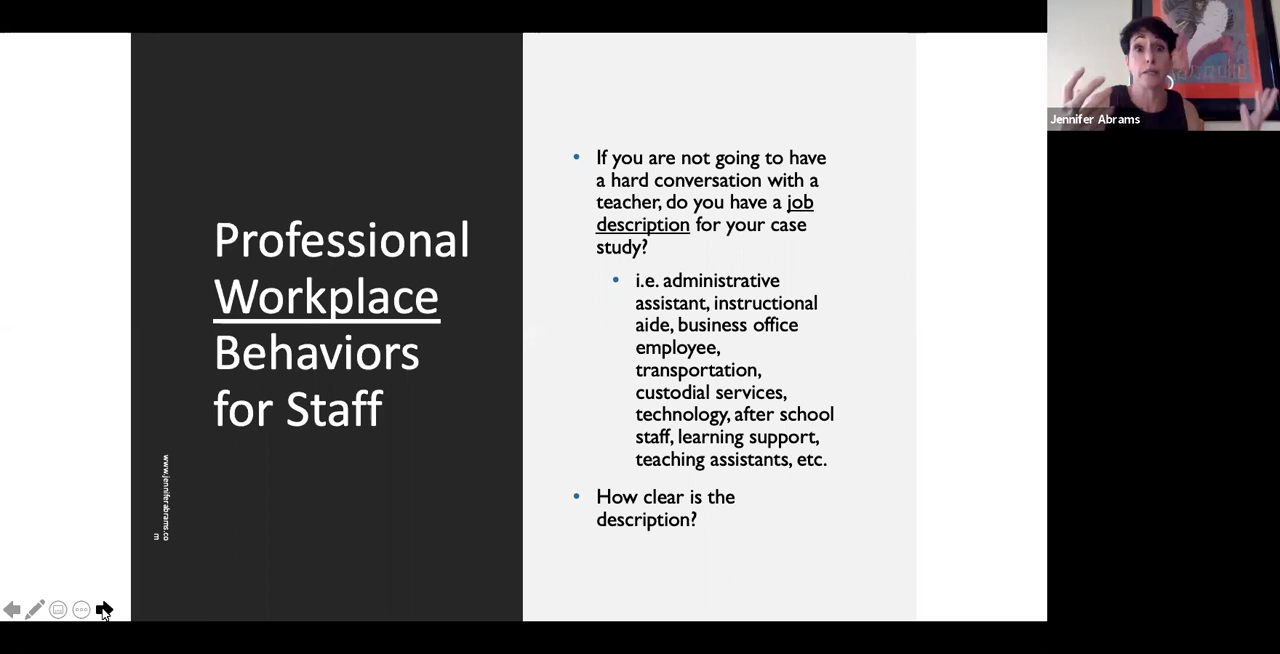 Professional
Workplace
Behaviors
for Staff
www.jenniferabrams.co
m
• If you are not going to have
a hard conversation with a
teacher, do you have a job
description for your case
study?
• i.e. administrative
assistant, instructional
aide, business office
employee,
transportation,
custodial services,
technology, after school
staff, learning support,
teaching assistants, etc.
• How clear is the
description?
Jennifer Abrams